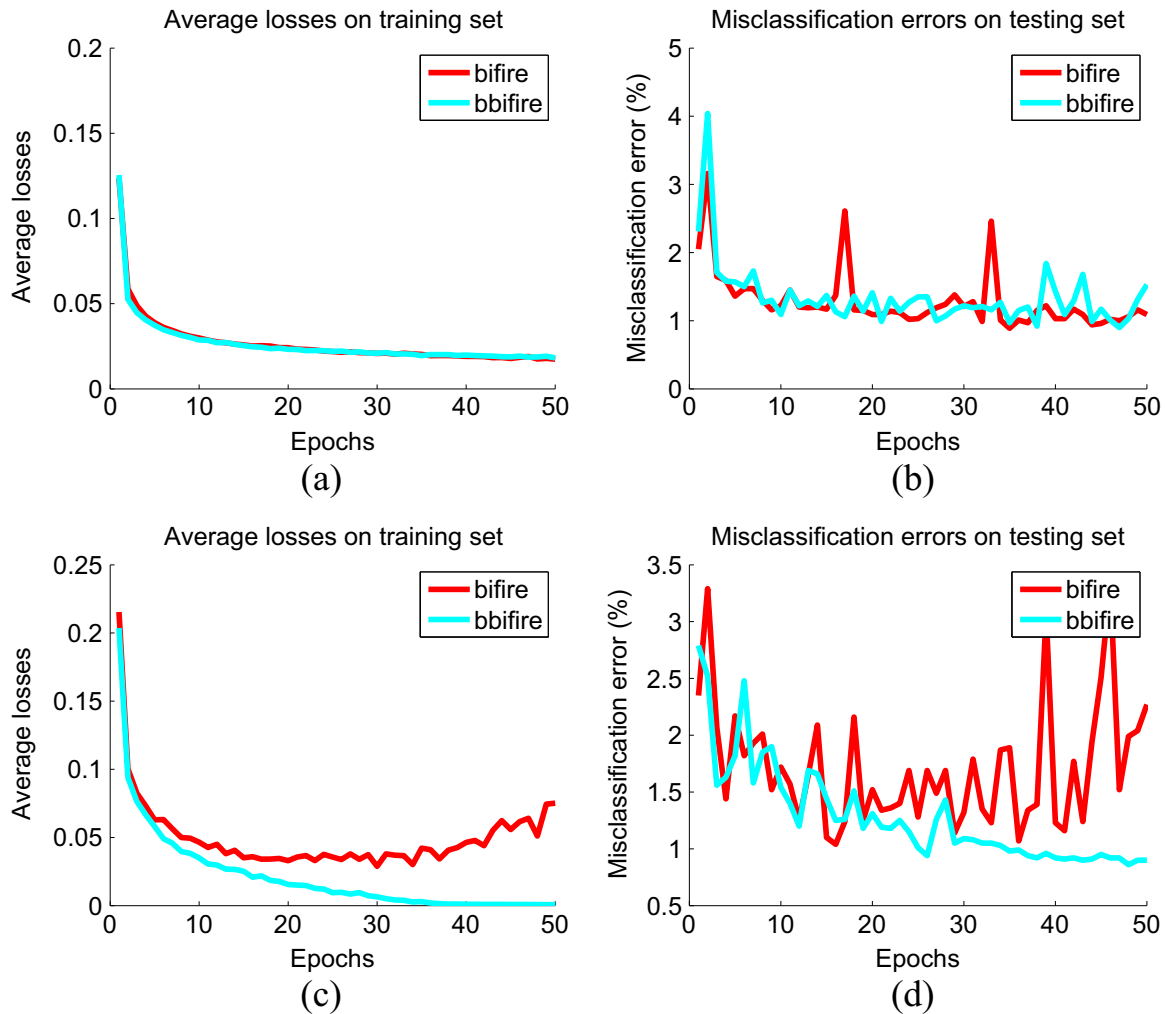 Average losses on training set
0.2
0.15
0.1
0.05
0
Average losses
bifire
bbifire
0 10 20 30 40 50
Epochs
(a)
Misclassification errors on testing set
5
4
3
2
1
0
Misclassification error (%)
bifire
bbifire
0 10 20 30 40 50
Epochs
(b)
Average losses on training set
0.25
0.2
0.15
0.1
0.05
0
Average losses
bifire
bbifire
0 10 20 30 40 50
Epochs
(c)
Misclassification errors on testing set
3.5
3
2.5
2
1.5
1
0.5
Misclassification error (%)
bifire
bbifire
0 10 20 30 40 50
Epochs
(d)